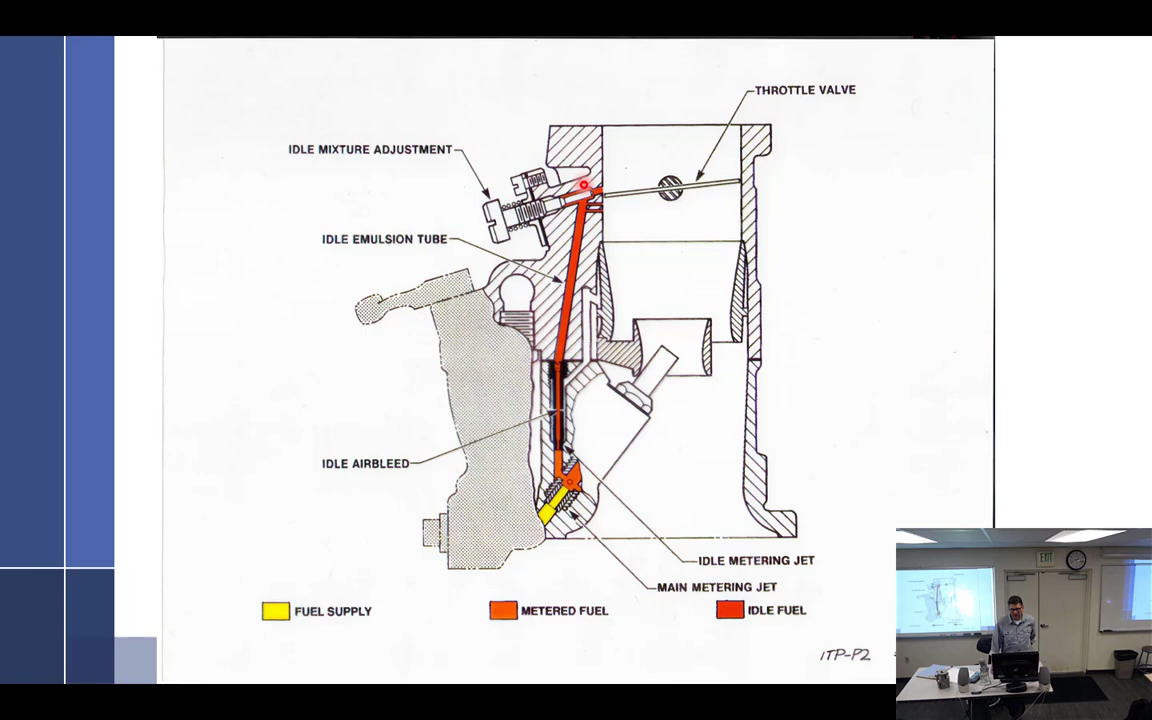 THROTTLE VALVE
IDLE MIXTURE ADJUSTMENT
IDLE EMULSION TUBE
IDLE AIRBLEED
IDLE METERING JET
MAIN METERING JET
FUEL SUPPLY
METERED FUEL
IDLE FUEL
ITP-P2
EXIT